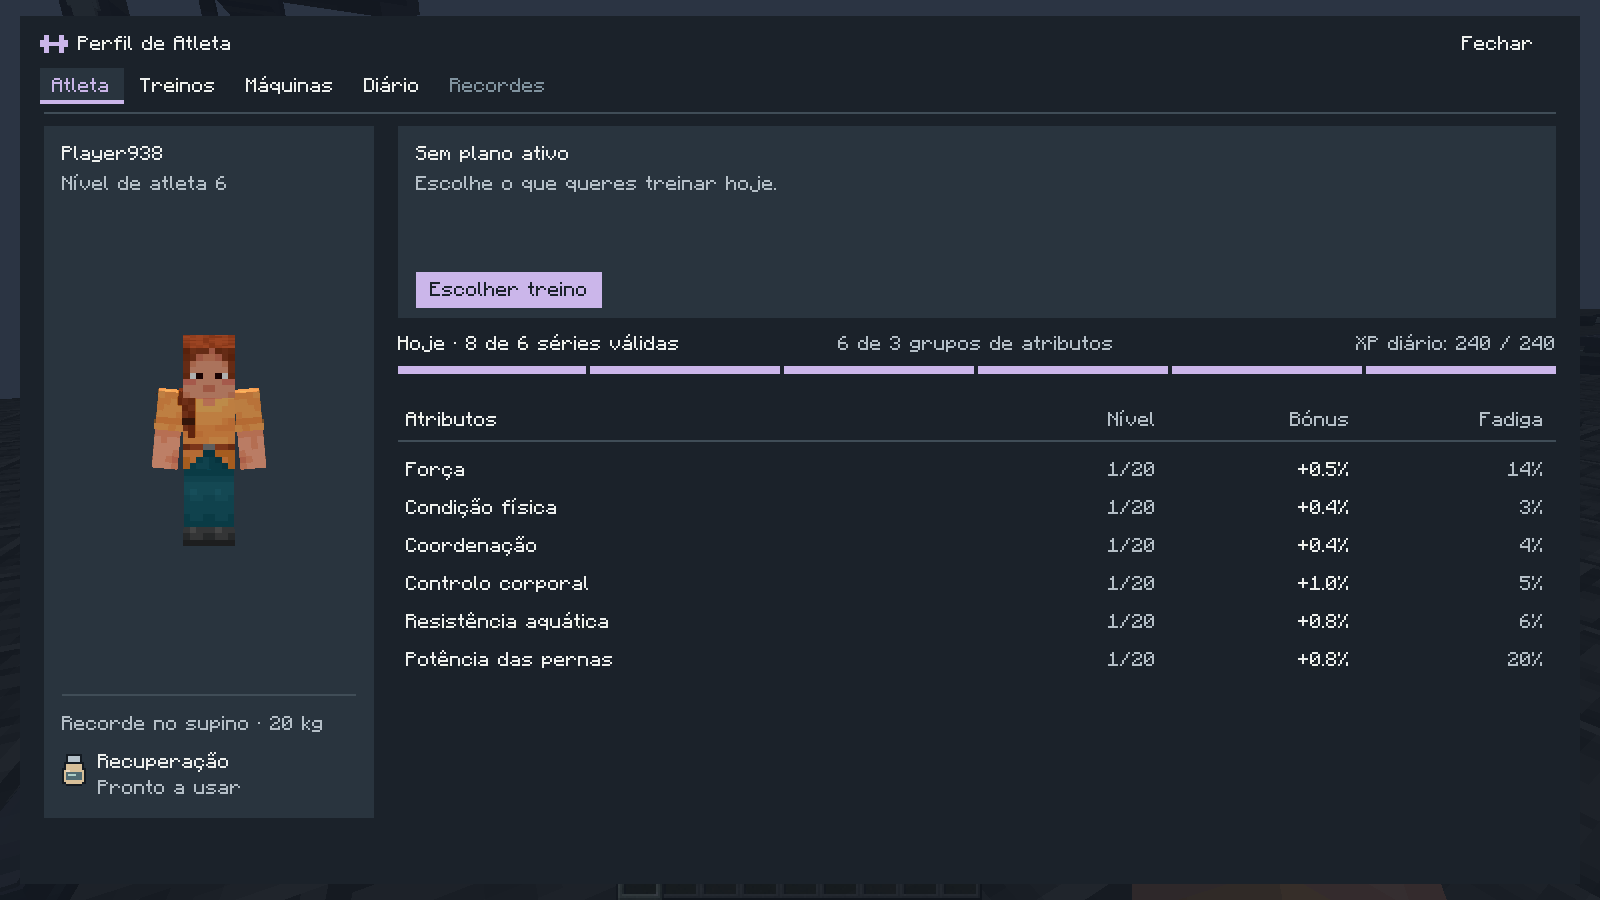 Perfil de Atleta
Fechar
Atleta Treinos Máquinas Diário Recordes
Player938
Nível de atleta 6
Recorde no supino · 20 kg
Recuperação
Pronto a usar
Sem plano ativo
Escolhe o que queres treinar hoje.
Escolher treino
Hoje · 8 de 6 séries válidas 6 de 3 grupos de atributos XP diário: 240 / 240
Atributos Nível Bónus Fadiga
Força 1/20 +0.5% 14%
Condição física 1/20 +0.4% 3%
Coordenação 1/20 +0.4% 4%
Controlo corporal 1/20 +1.0% 5%
Resistência aquática 1/20 +0.8% 6%
Potência das pernas 1/20 +0.8% 20%